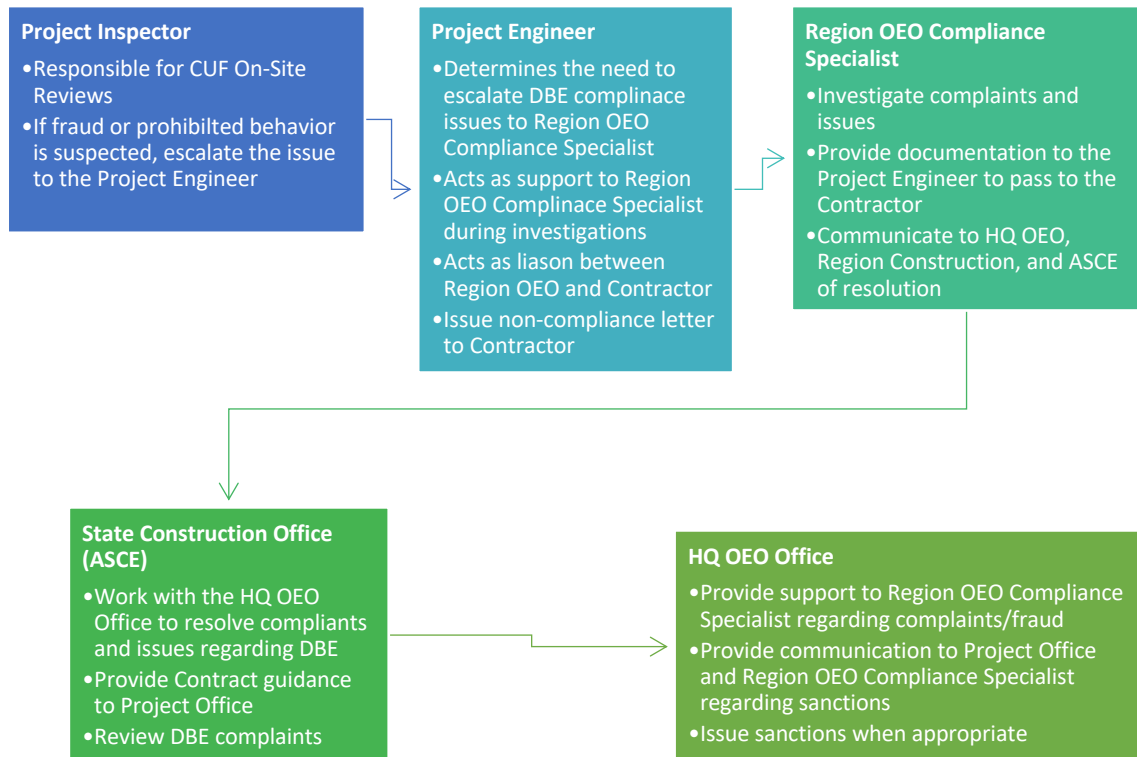 Project Inspector
•Responsible for CUF On-Site
Reviews
•If fraud or prohibilted behavior
is suspected, escalate the issue
to the Project Engineer
Project Engineer
•Determines the need to
escalate DBE complinace
issues to Region OEO
Compliance Specialist
•Acts as support to Region
OEO Complinace Specialist
during investigations
•Acts as liason between
Region OEO and Contractor
•Issue non-compliance letter
to Contractor
Region OEO Compliance
Specialist
•Investigate complaints and
issues
•Provide documentation to the
Project Engineer to pass to the
Contractor
•Communicate to HQ OEO,
Region Construction, and ASCE
of resolution
State Construction Office
(ASCE)
•Work with the HQ OEO
Office to resolve compliants
and issues regarding DBE
•Provide Contract guidance
to Project Office
•Review DBE complaints
HQ OEO Office
•Provide support to Region OEO Compliance
Specialist regarding complaints/fraud
•Provide communication to Project Office
and Region OEO Compliance Specialist
regarding sanctions
•Issue sanctions when appropriate